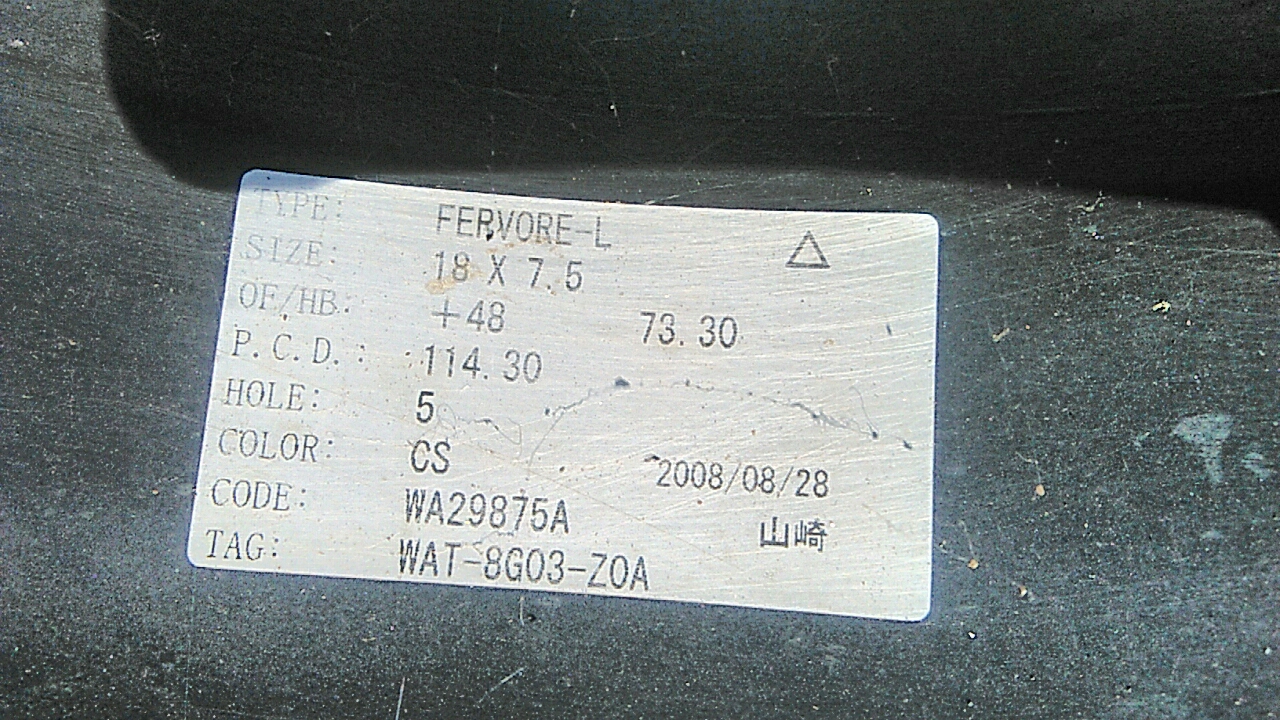 TYPE: FERVORE-L △
SIZE: 18 X 7.5
OF/HB: +48 73.30
P.C.D.: 114.30
HOLE: 5
COLOR: CS 2008/08/28
CODE: WA29875A 山崎
TAG: WAT-8G03-Z0A